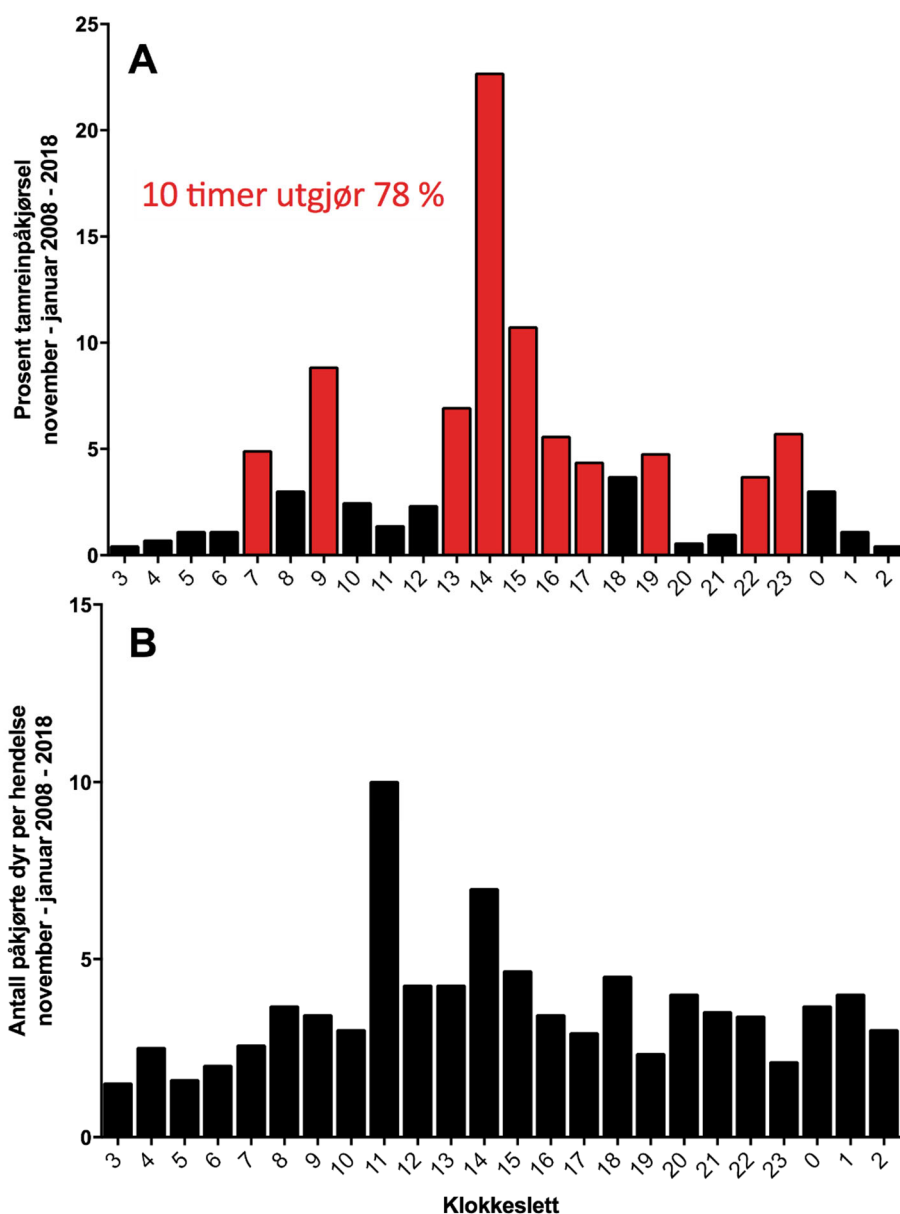 A
10 timer utgjør 78 %
Prosent tamreinpåkjørsel
november - januar 2008 - 2018
25
20
15
10
5
0
3 4 5 6 7 8 9 10 11 12 13 14 15 16 17 18 19 20 21 22 23 0 1 2
B
Antall påkjørte dyr per hendelse
november - januar 2008 - 2018
15
10
5
0
3 4 5 6 7 8 9 10 11 12 13 14 15 16 17 18 19 20 21 22 23 0 1 2
Klokkeslett